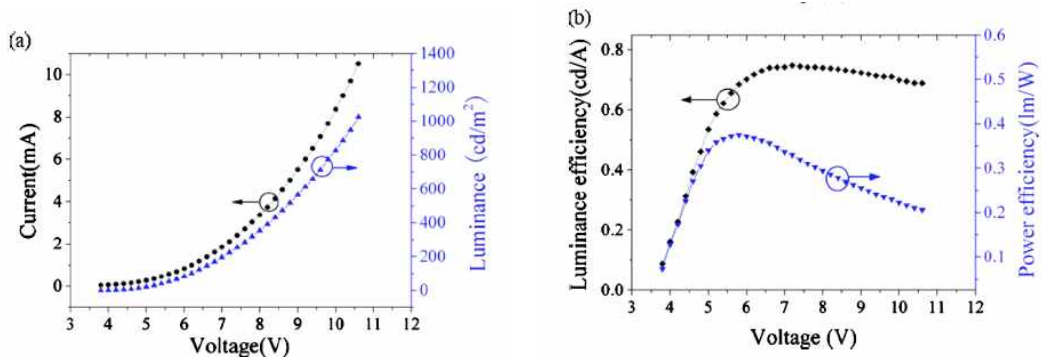 (a)
Current(mA)
10
8
6
4
2
0
1400
1200
1000
800
600
400
200
0
Luminance (cd/m²)
3 4 5 6 7 8 9 10 11 12
Voltage(V)
(b)
Luminance efficiency(cd/A)
0.8
0.6
0.4
0.2
0.0
0.6
0.5
0.4
0.3
0.2
0.1
Power efficiency(lm/W)
3 4 5 6 7 8 9 10 11 12
Voltage (V)